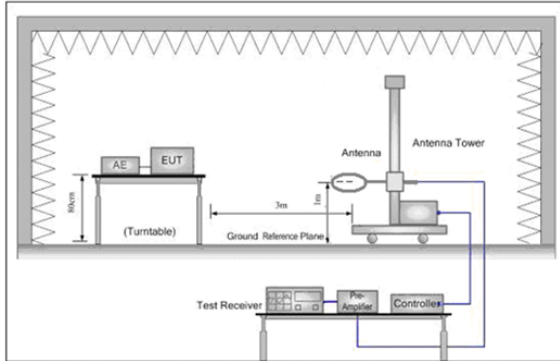 Antenna Tower
Antenna
AE
EUT
80cm
3m
1m
(Turntable)
Ground Reference Plane
Test Receiver
Pre-
Amplifier
Controller